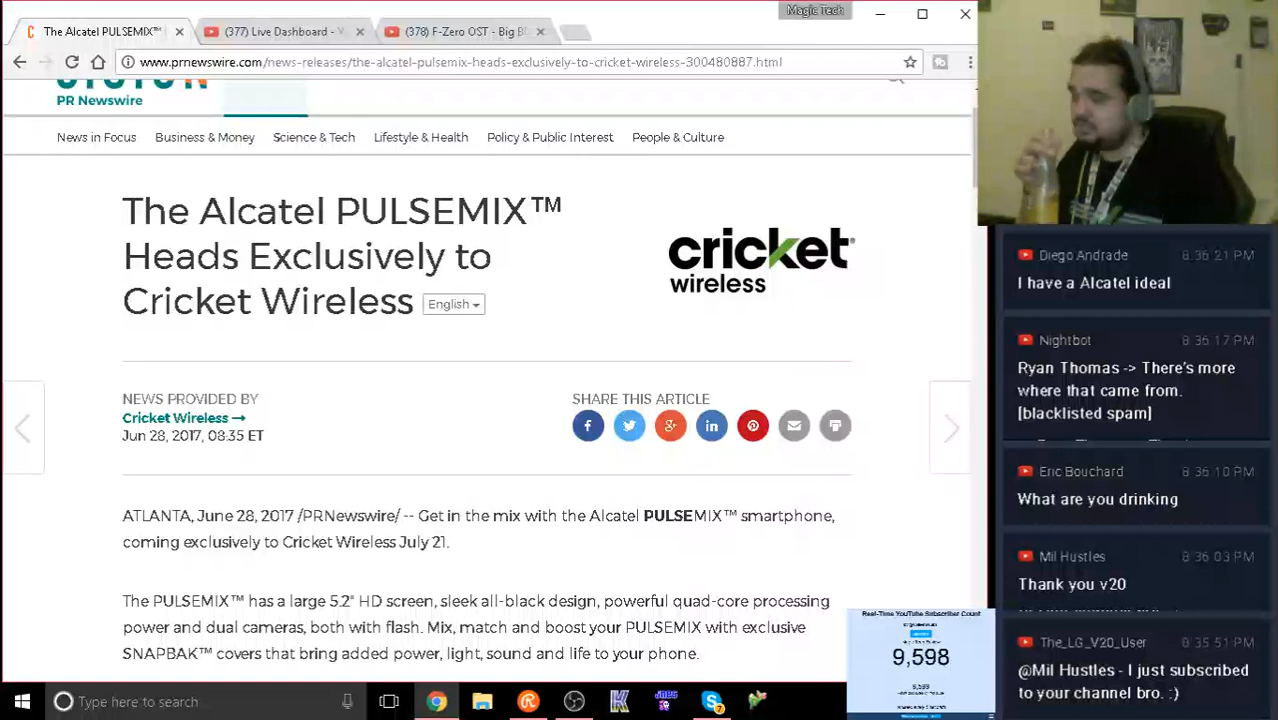 Magic Tech
The Alcatel PULSEMIX™
(377) Live Dashboard - Y
(378) F-Zero OST - Big Bl
www.prnewswire.com/news-releases/the-alcatel-pulsemix-heads-exclusively-to-cricket-wireless-300480887.html
PR Newswire
News in Focus Business & Money Science & Tech Lifestyle & Health Policy & Public Interest People & Culture
The Alcatel PULSEMIX™
Heads Exclusively to
Cricket Wireless English
cricket
wireless
NEWS PROVIDED BY
Cricket Wireless →
Jun 28, 2017, 08:35 ET
SHARE THIS ARTICLE
ATLANTA, June 28, 2017 /PRNewswire/ -- Get in the mix with the Alcatel PULSEMIX™ smartphone,
coming exclusively to Cricket Wireless July 21.
The PULSEMIX™ has a large 5.2" HD screen, sleek all-black design, powerful quad-core processing
power and dual cameras, both with flash. Mix, match and boost your PULSEMIX with exclusive
SNAPBAK™ covers that bring added power, light, sound and life to your phone.
Diego Andrade 8:36:21 PM
I have a Alcatel ideal
Nightbot 8:36:17 PM
Ryan Thomas -> There's more
where that came from.
[blacklisted spam]
Eric Bouchard 8:36:10 PM
What are you drinking
Mil Hustles 8:36:03 PM
Thank you v20
The_LG_V20_User 8:35:51 PM
@Mil Hustles - I just subscribed
to your channel bro. :)
Real-Time YouTube Subscriber Count
9,598
Type here to search